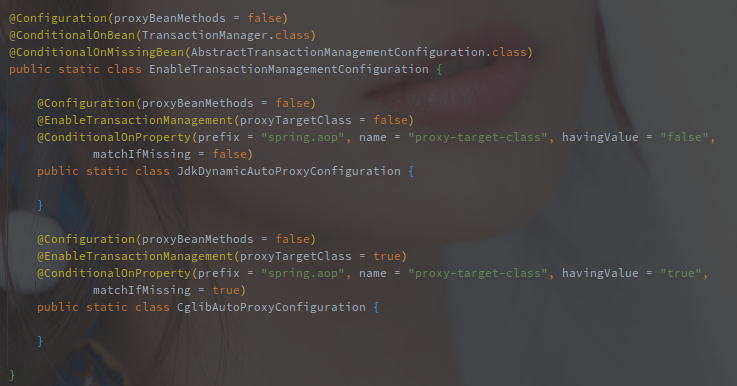 @Configuration(proxyBeanMethods = false)
@ConditionalOnBean(TransactionManager.class)
@ConditionalOnMissingBean(AbstractTransactionManagementConfiguration.class)
public static class EnableTransactionManagementConfiguration {
@Configuration(proxyBeanMethods = false)
@EnableTransactionManagement(proxyTargetClass = false)
@ConditionalOnProperty(prefix = "spring.aop", name = "proxy-target-class", havingValue = "false",
matchIfMissing = false)
public static class JdkDynamicAutoProxyConfiguration {
}
@Configuration(proxyBeanMethods = false)
@EnableTransactionManagement(proxyTargetClass = true)
@ConditionalOnProperty(prefix = "spring.aop", name = "proxy-target-class", havingValue = "true",
matchIfMissing = true)
public static class CglibAutoProxyConfiguration {
}
}